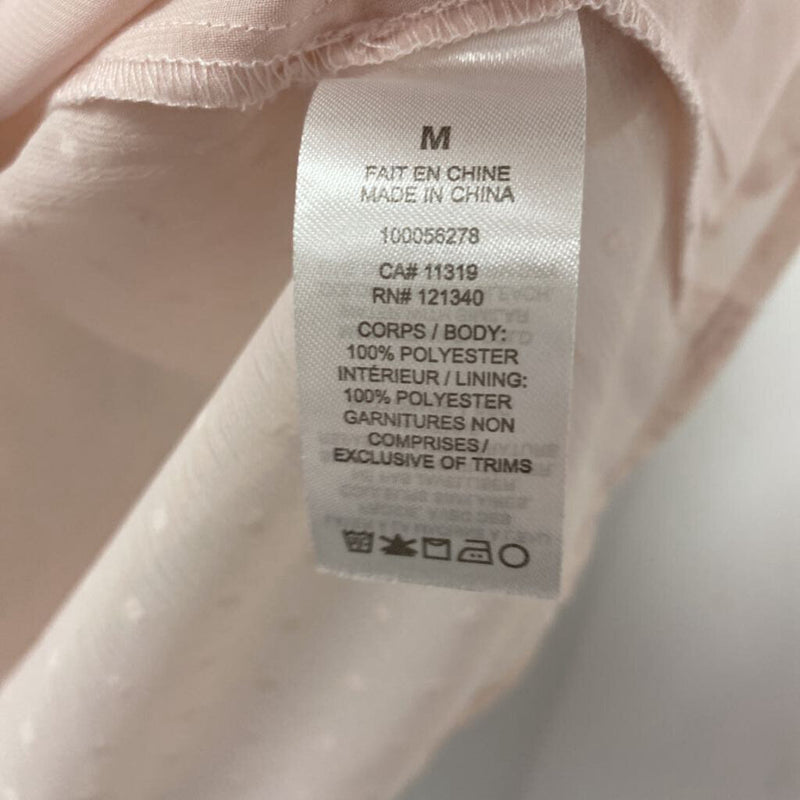 M
FAIT EN CHINE
MADE IN CHINA
100056278
CA# 11319
RN# 121340
CORPS / BODY:
100% POLYESTER
INTÉRIEUR / LINING:
100% POLYESTER
GARNITURES NON
COMPRISES /
EXCLUSIVE OF TRIMS